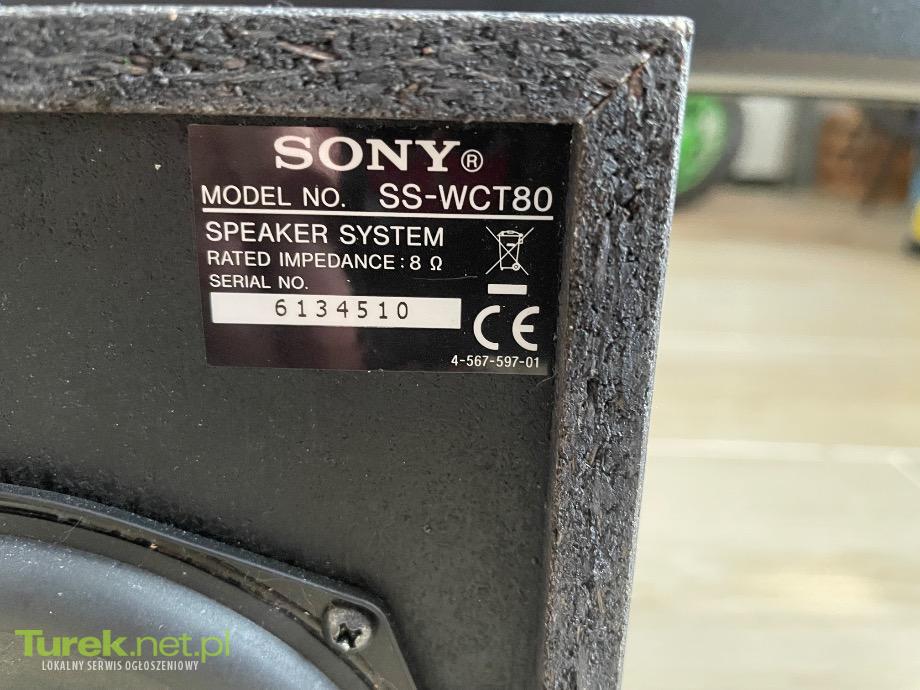 SONY®
MODEL NO. SS-WCT80
SPEAKER SYSTEM
RATED IMPEDANCE : 8 Ω
SERIAL NO.
6134510
CE
4-567-597-01
Turek.net.pl
LOKALNY SERWIS OGŁOSZENIOWY